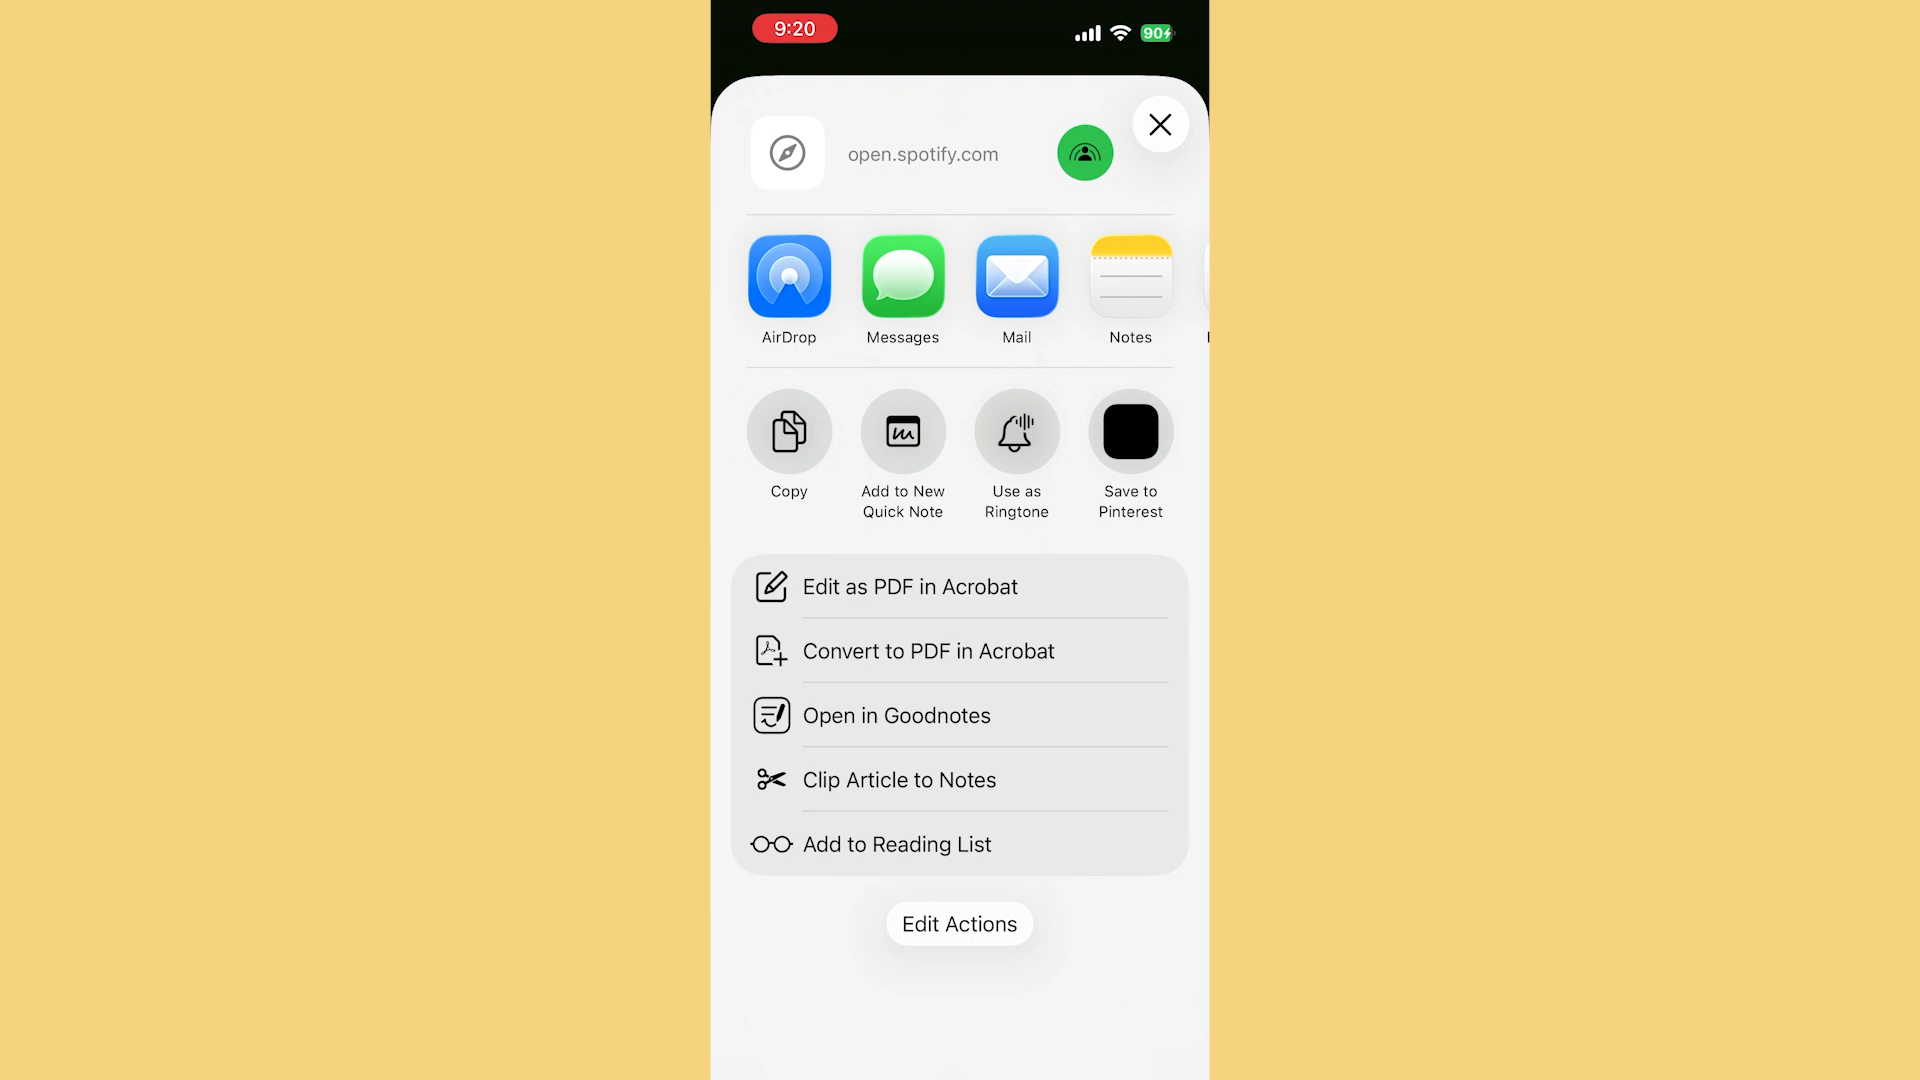 9:20
90
open.spotify.com
AirDrop
Messages
Mail
Notes
Copy
Add to New
Quick Note
Use as
Ringtone
Save to
Pinterest
Edit as PDF in Acrobat
Convert to PDF in Acrobat
Open in Goodnotes
Clip Article to Notes
Add to Reading List
Edit Actions